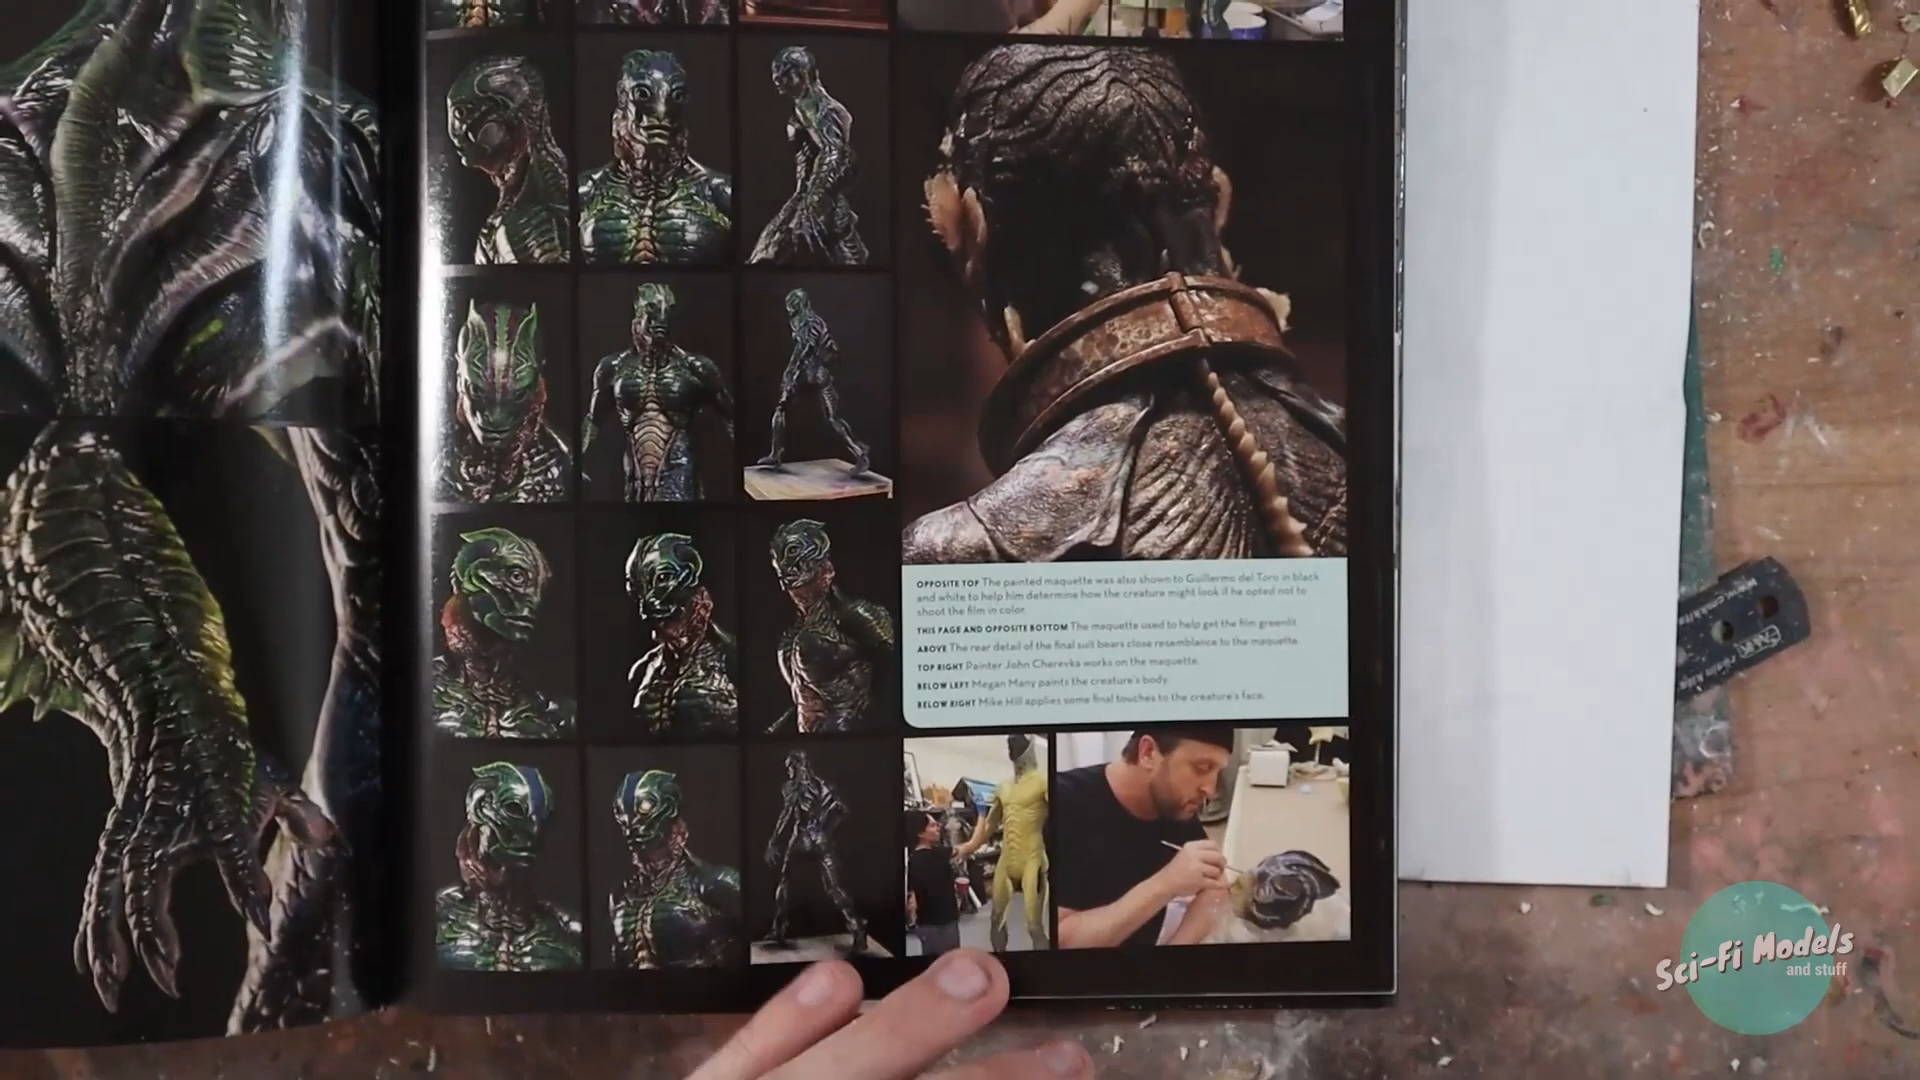 OPPOSITE TOP The painted maquette was also shown to Guillermo del Toro in black
and white to help him determine how the creature might look if he opted not to
shoot the film in color.
THIS PAGE AND OPPOSITE BOTTOM The maquette used to help get the film greenlit.
ABOVE The rear detail of the final suit bears close resemblance to the maquette.
TOP RIGHT Painter John Cherevka works on the maquette.
BELOW LEFT Megan Many paints the creature's body.
BELOW RIGHT Mike Hill applies some final touches to the creature's face.
Sci-Fi Models
and stuff